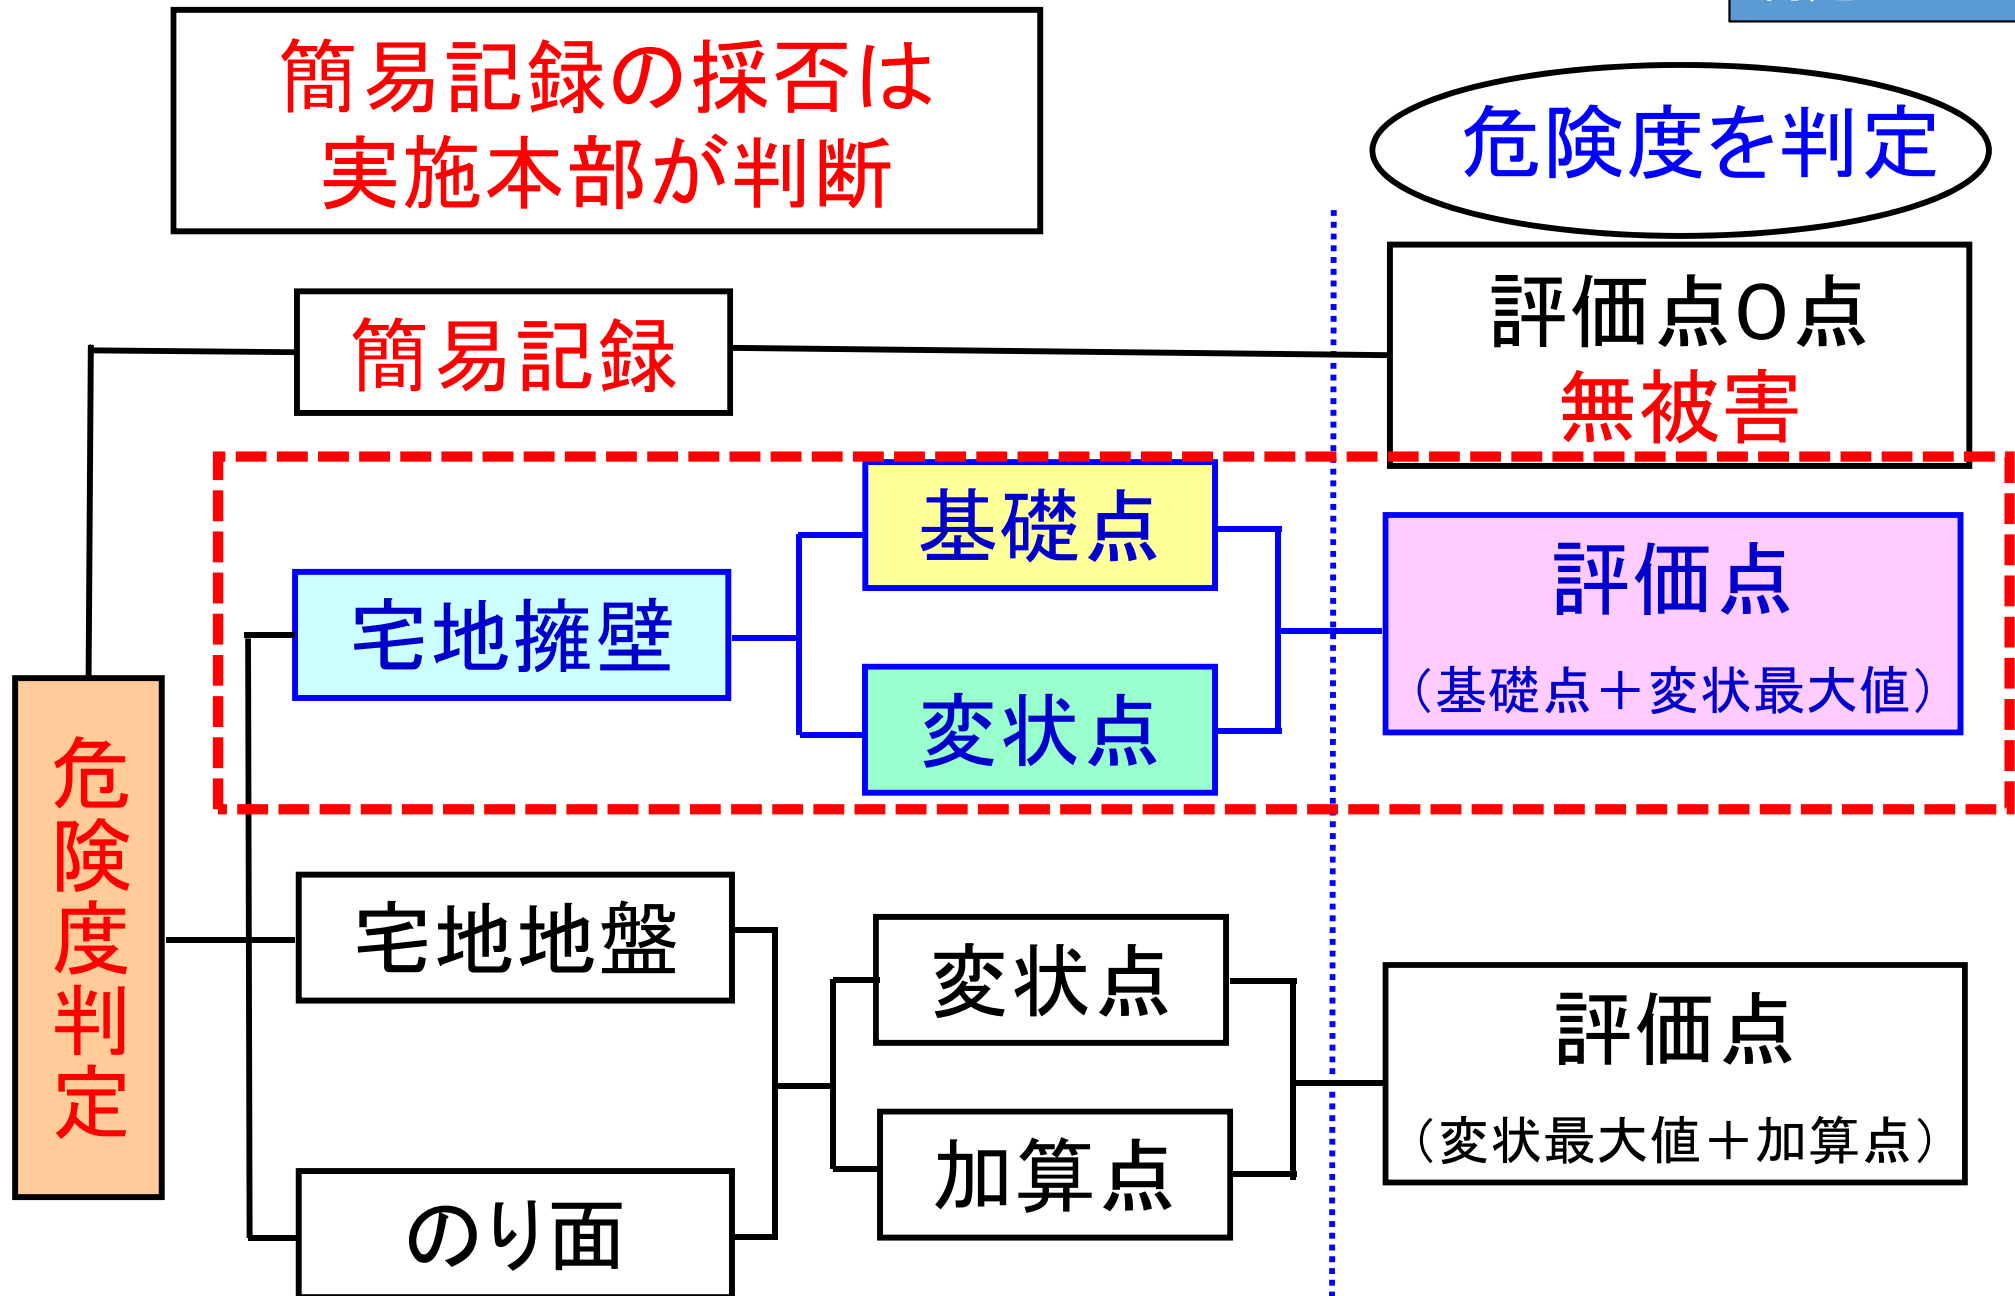 簡易記録の採否は
実施本部が判断
危険度を判定
簡易記録
評価点0点
無被害
基礎点
宅地擁壁
変状点
評価点
（基礎点＋変状最大値）
危険度判定
宅地地盤
変状点
評価点
（変状最大値＋加算点）
加算点
のり面